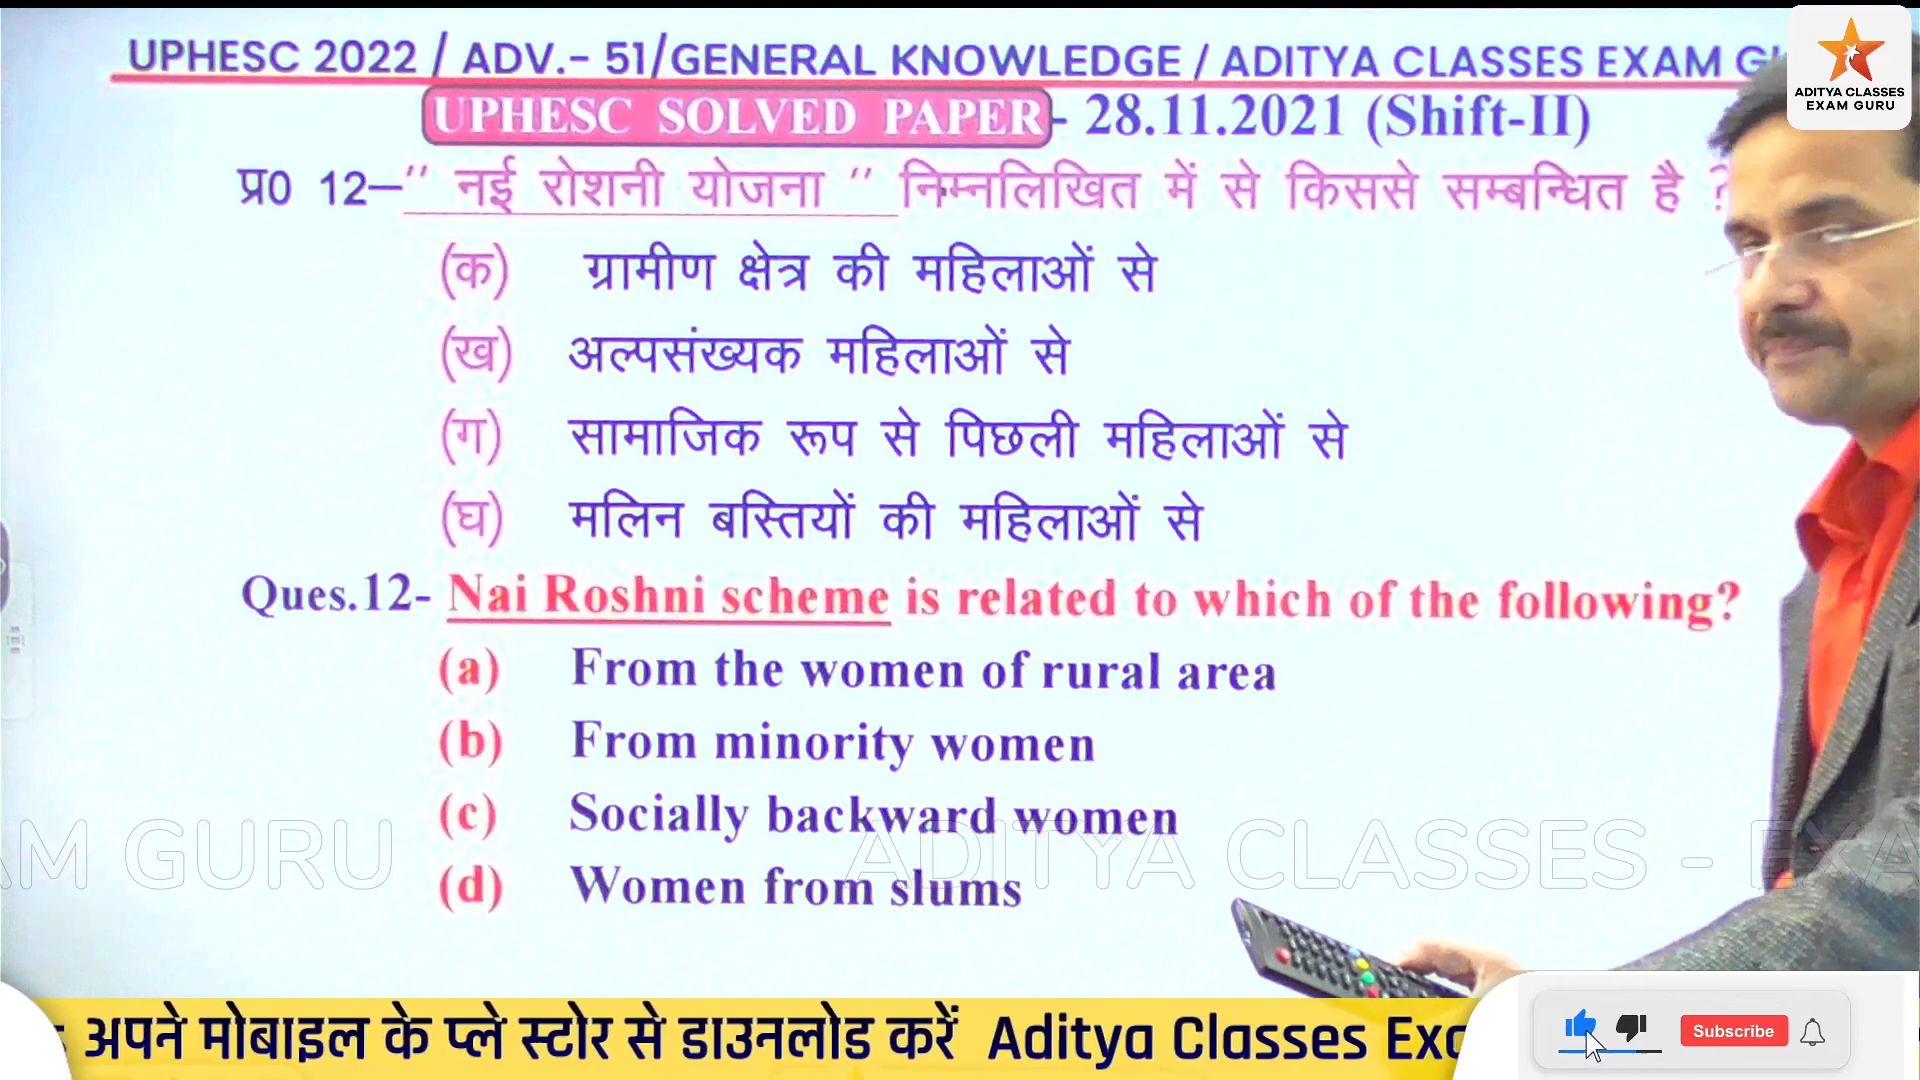 UPHESC 2022 / ADV.- 51/GENERAL KNOWLEDGE / ADITYA CLASSES EXAM
ADITYA CLASSES
EXAM GURU
UPHESC SOLVED PAPER - 28.11.2021 (Shift-II)
प्र0 12–" नई रोशनी योजना " निम्नलिखित में से किससे सम्बन्धित है ?
(क) ग्रामीण क्षेत्र की महिलाओं से
(ख) अल्पसंख्यक महिलाओं से
(ग) सामाजिक रूप से पिछली महिलाओं से
(घ) मलिन बस्तियों की महिलाओं से
Ques.12- Nai Roshni scheme is related to which of the following?
(a) From the women of rural area
(b) From minority women
(c) Socially backward women
(d) Women from slums
AM GURU ADITYA CLASSES - EXA
अपने मोबाइल के प्ले स्टोर से डाउनलोड करें Aditya Classes
Subscribe